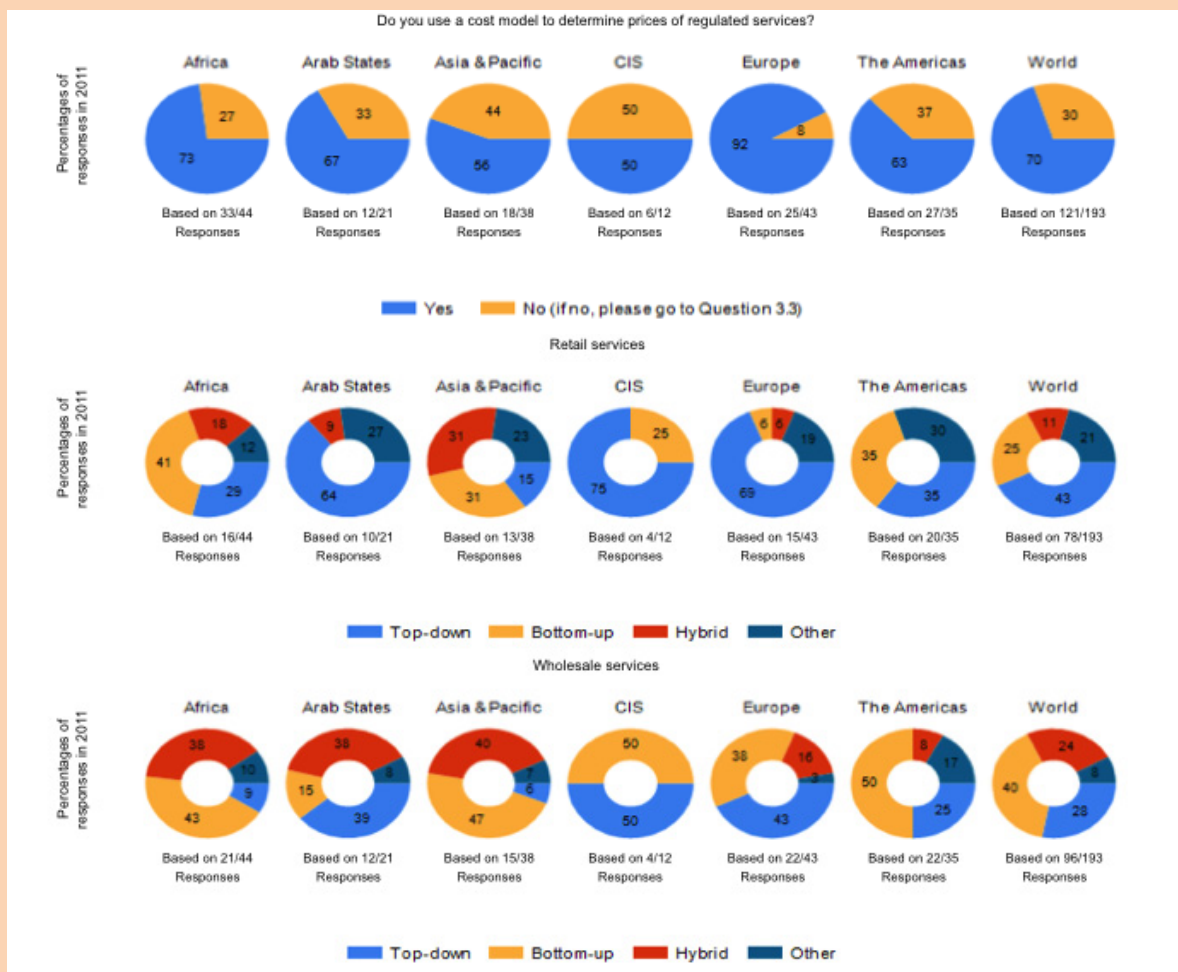 Do you use a cost model to determine prices of regulated services?
Percentages of
responses in 2011
Africa Arab States Asia & Pacific CIS Europe The Americas World
27 33 44 50 8 37 30
73 67 56 50 92 63 70
Based on 33/44 Based on 12/21 Based on 18/38 Based on 6/12 Based on 25/43 Based on 27/35 Based on 121/193
Responses Responses Responses Responses Responses Responses Responses
Yes No (if no, please go to Question 3.3)
Retail services
Percentages of
responses in 2011
Africa Arab States Asia & Pacific CIS Europe The Americas World
18 12 41 29 9 27 64 31 23 31 15 25 75 6 6 19 69 30 35 35 11 25 21 43
Based on 16/44 Based on 10/21 Based on 13/38 Based on 4/12 Based on 15/43 Based on 20/35 Based on 78/193
Responses Responses Responses Responses Responses Responses Responses
Top-down Bottom-up Hybrid Other
Wholesale services
Percentages of
responses in 2011
Africa Arab States Asia & Pacific CIS Europe The Americas World
38 10 9 43 38 8 15 39 40 7 6 47 50 50 38 16 3 43 8 17 50 25 24 8 40 28
Based on 21/44 Based on 12/21 Based on 15/38 Based on 4/12 Based on 22/43 Based on 22/35 Based on 96/193
Responses Responses Responses Responses Responses Responses Responses
Top-down Bottom-up Hybrid Other